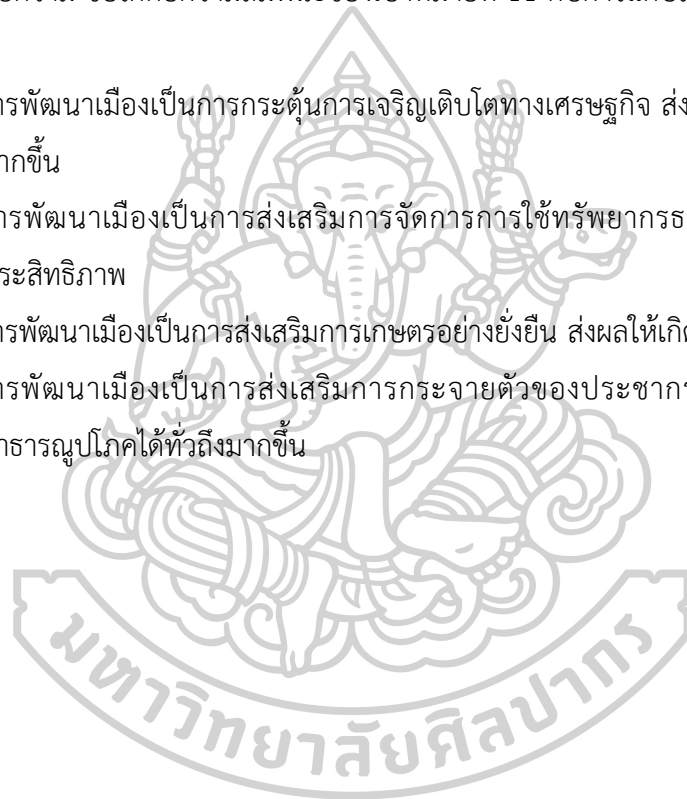 การพัฒนาเมืองเป็นการกระตุ้นการเจริญเติบโตทางเศรษฐกิจ ส่ง
มากขึ้น
การพัฒนาเมืองเป็นการส่งเสริมการจัดการการใช้ทรัพยากรธ
ประสิทธิภาพ
การพัฒนาเมืองเป็นการส่งเสริมการเกษตรอย่างยั่งยืน ส่งผลให้เกิด
การพัฒนาเมืองเป็นการส่งเสริมการกระจายตัวของประชากร
สาธารณูปโภคได้ทั่วถึงมากขึ้น
มหาวิทยาลัยศิลปากร